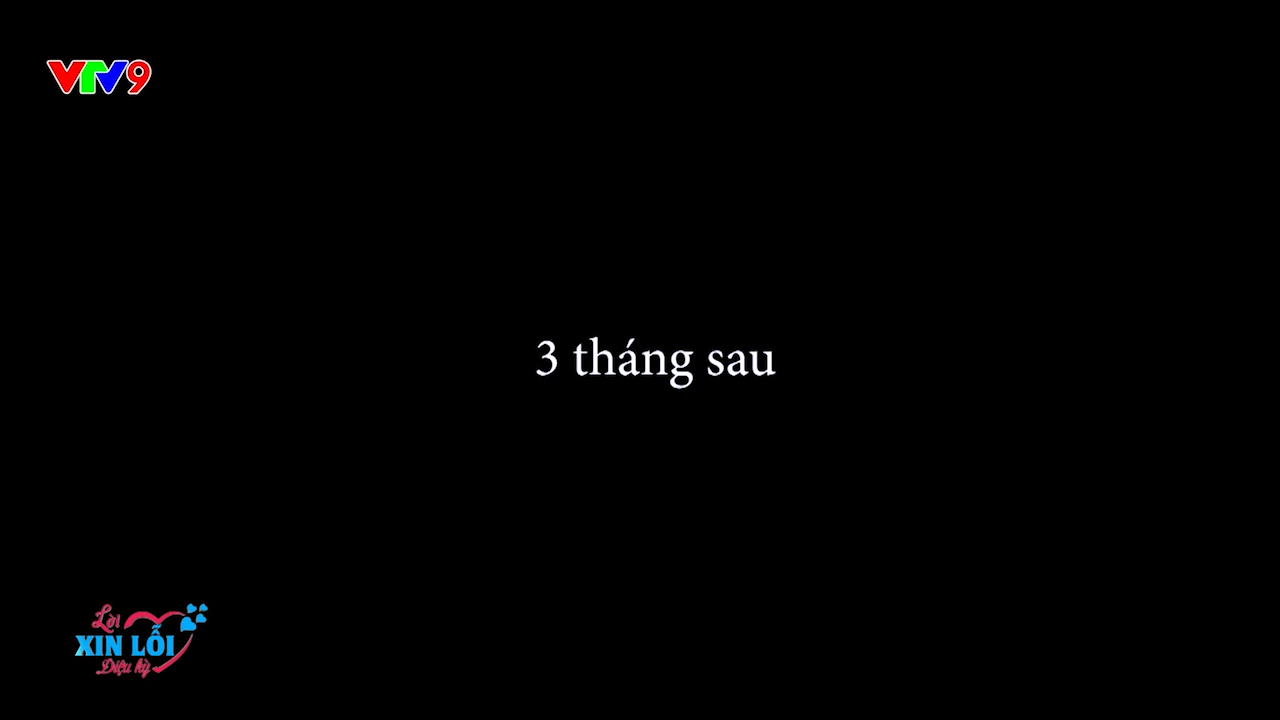 VTV9
3 tháng sau
Lời
XIN LỖI
Diệu kỳ